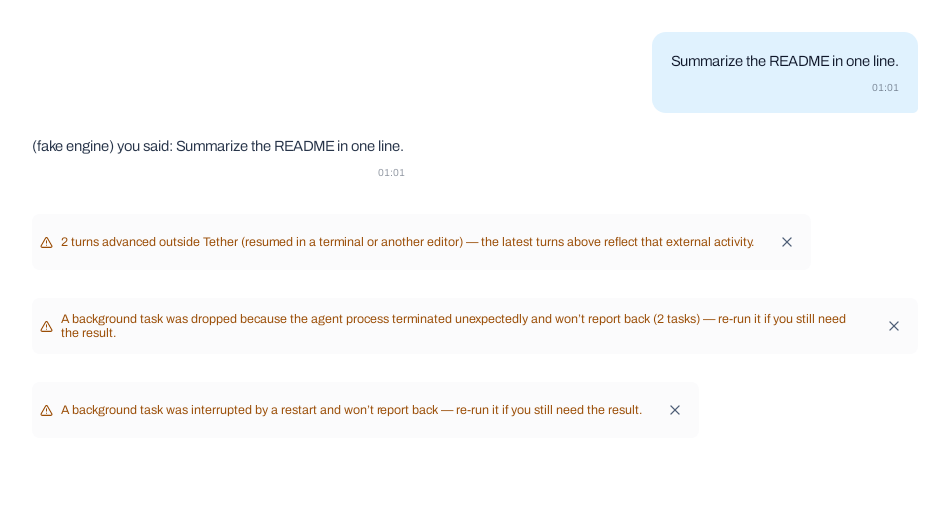 Summarize the README in one line.
01:01
(fake engine) you said: Summarize the README in one line.
01:01
2 turns advanced outside Tether (resumed in a terminal or another editor) — the latest turns above reflect that external activity.
A background task was dropped because the agent process terminated unexpectedly and won’t report back (2 tasks) — re-run it if you still need
the result.
A background task was interrupted by a restart and won’t report back — re-run it if you still need the result.